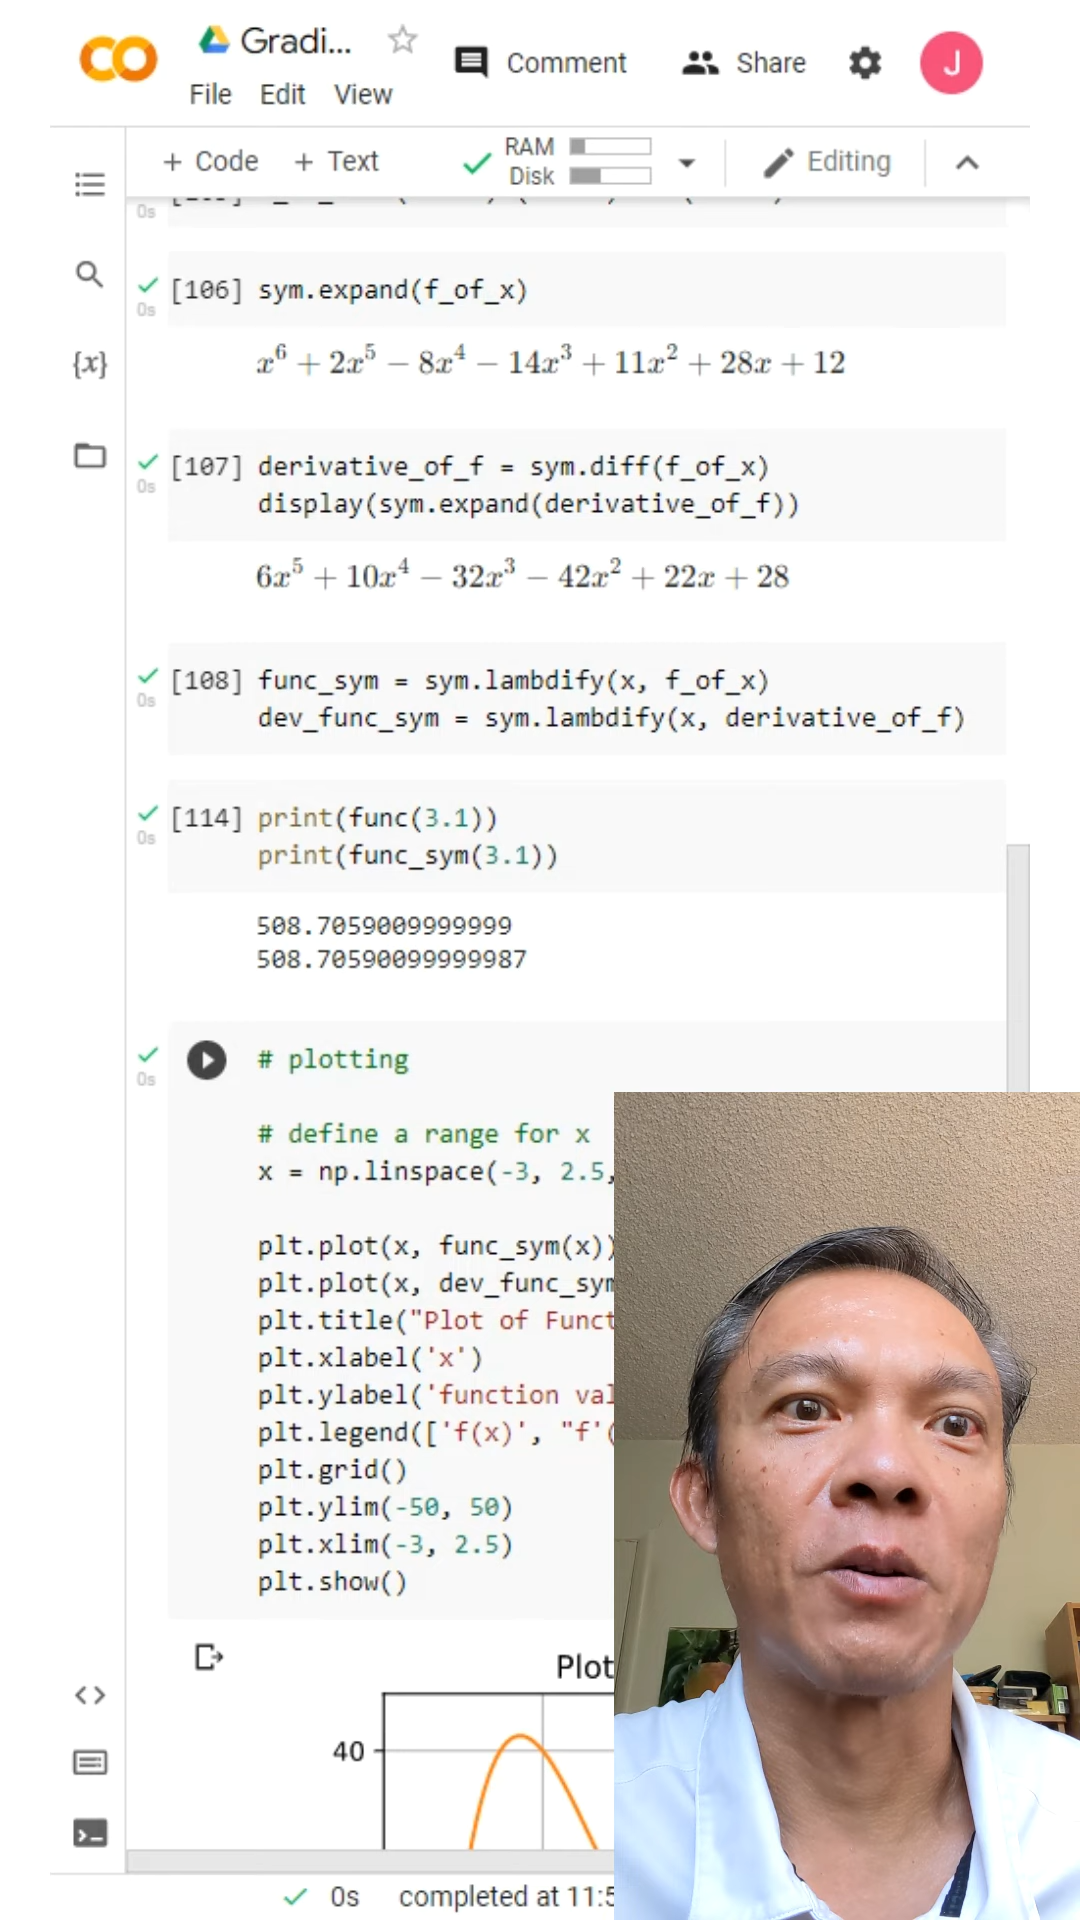 Gradi...
Comment
Share
J
File Edit View
+ Code + Text
RAM
Disk
Editing
0s
[106] sym.expand(f_of_x)
0s
{x}
x⁶ + 2x⁵ − 8x⁴ − 14x³ + 11x² + 28x + 12
[107] derivative_of_f = sym.diff(f_of_x)
0s
display(sym.expand(derivative_of_f))
6x⁵ + 10x⁴ − 32x³ − 42x² + 22x + 28
[108] func_sym = sym.lambdify(x, f_of_x)
0s
dev_func_sym = sym.lambdify(x, derivative_of_f)
[114] print(func(3.1))
0s
print(func_sym(3.1))
508.7059009999999
508.70590099999987
# plotting
0s
# define a range for x
x = np.linspace(-3, 2.5,
plt.plot(x, func_sym(x))
plt.plot(x, dev_func_sym
plt.title("Plot of Funct
plt.xlabel('x')
plt.ylabel('function val
plt.legend(['f(x)', "f'(
plt.grid()
plt.ylim(-50, 50)
plt.xlim(-3, 2.5)
plt.show()
Plot
40
0s completed at 11:5